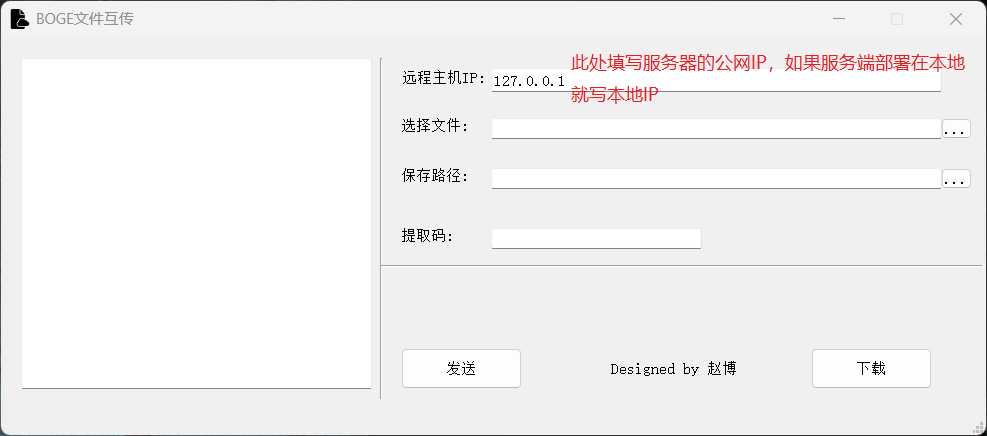 BOGE文件互传
此处填写服务器的公网IP，如果服务端部署在本地
就写本地IP
远程主机IP：
127.0.0.1
选择文件：
...
保存路径：
...
提取码：
发送
Designed by 赵博
下载